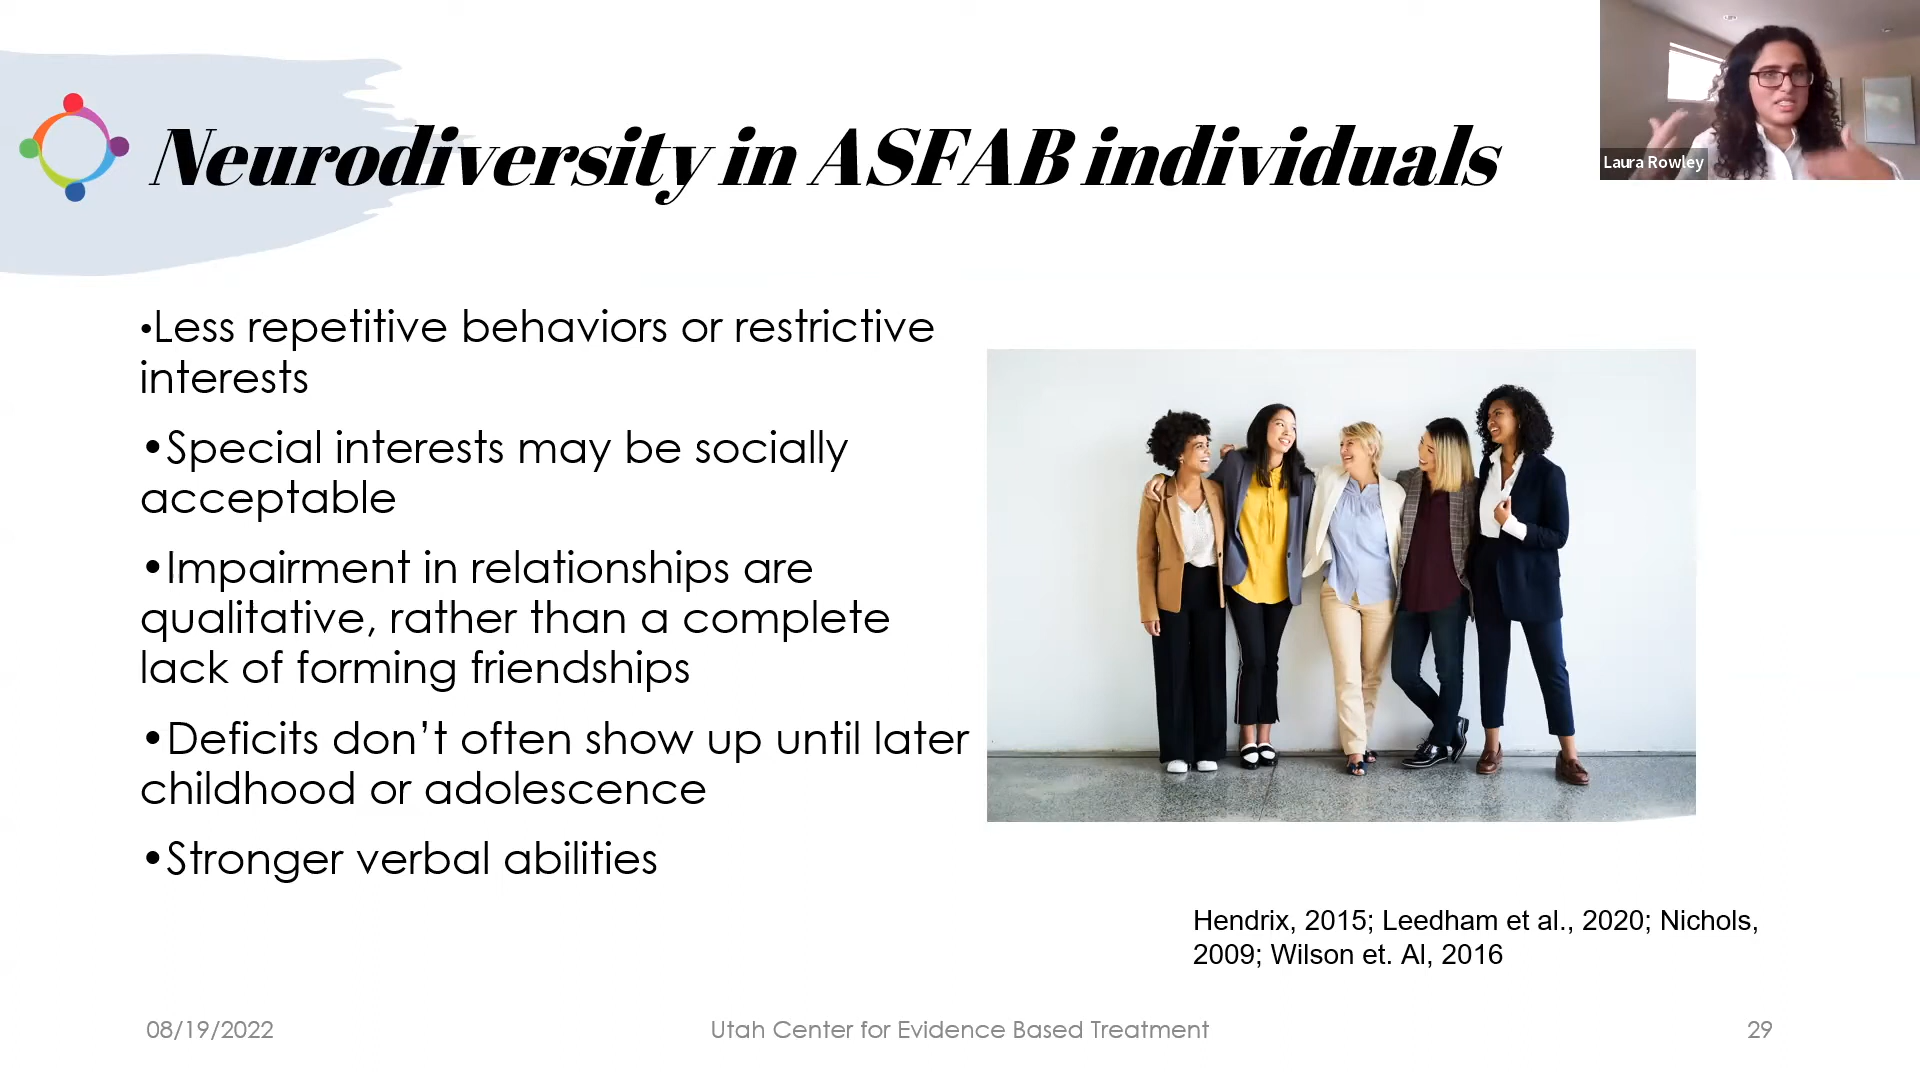 Neurodiversity in ASFAB individuals
Laura Rowley
•Less repetitive behaviors or restrictive
interests
•Special interests may be socially
acceptable
•Impairment in relationships are
qualitative, rather than a complete
lack of forming friendships
•Deficits don’t often show up until later
childhood or adolescence
•Stronger verbal abilities
Hendrix, 2015; Leedham et al., 2020; Nichols,
2009; Wilson et. Al, 2016
08/19/2022
Utah Center for Evidence Based Treatment
29